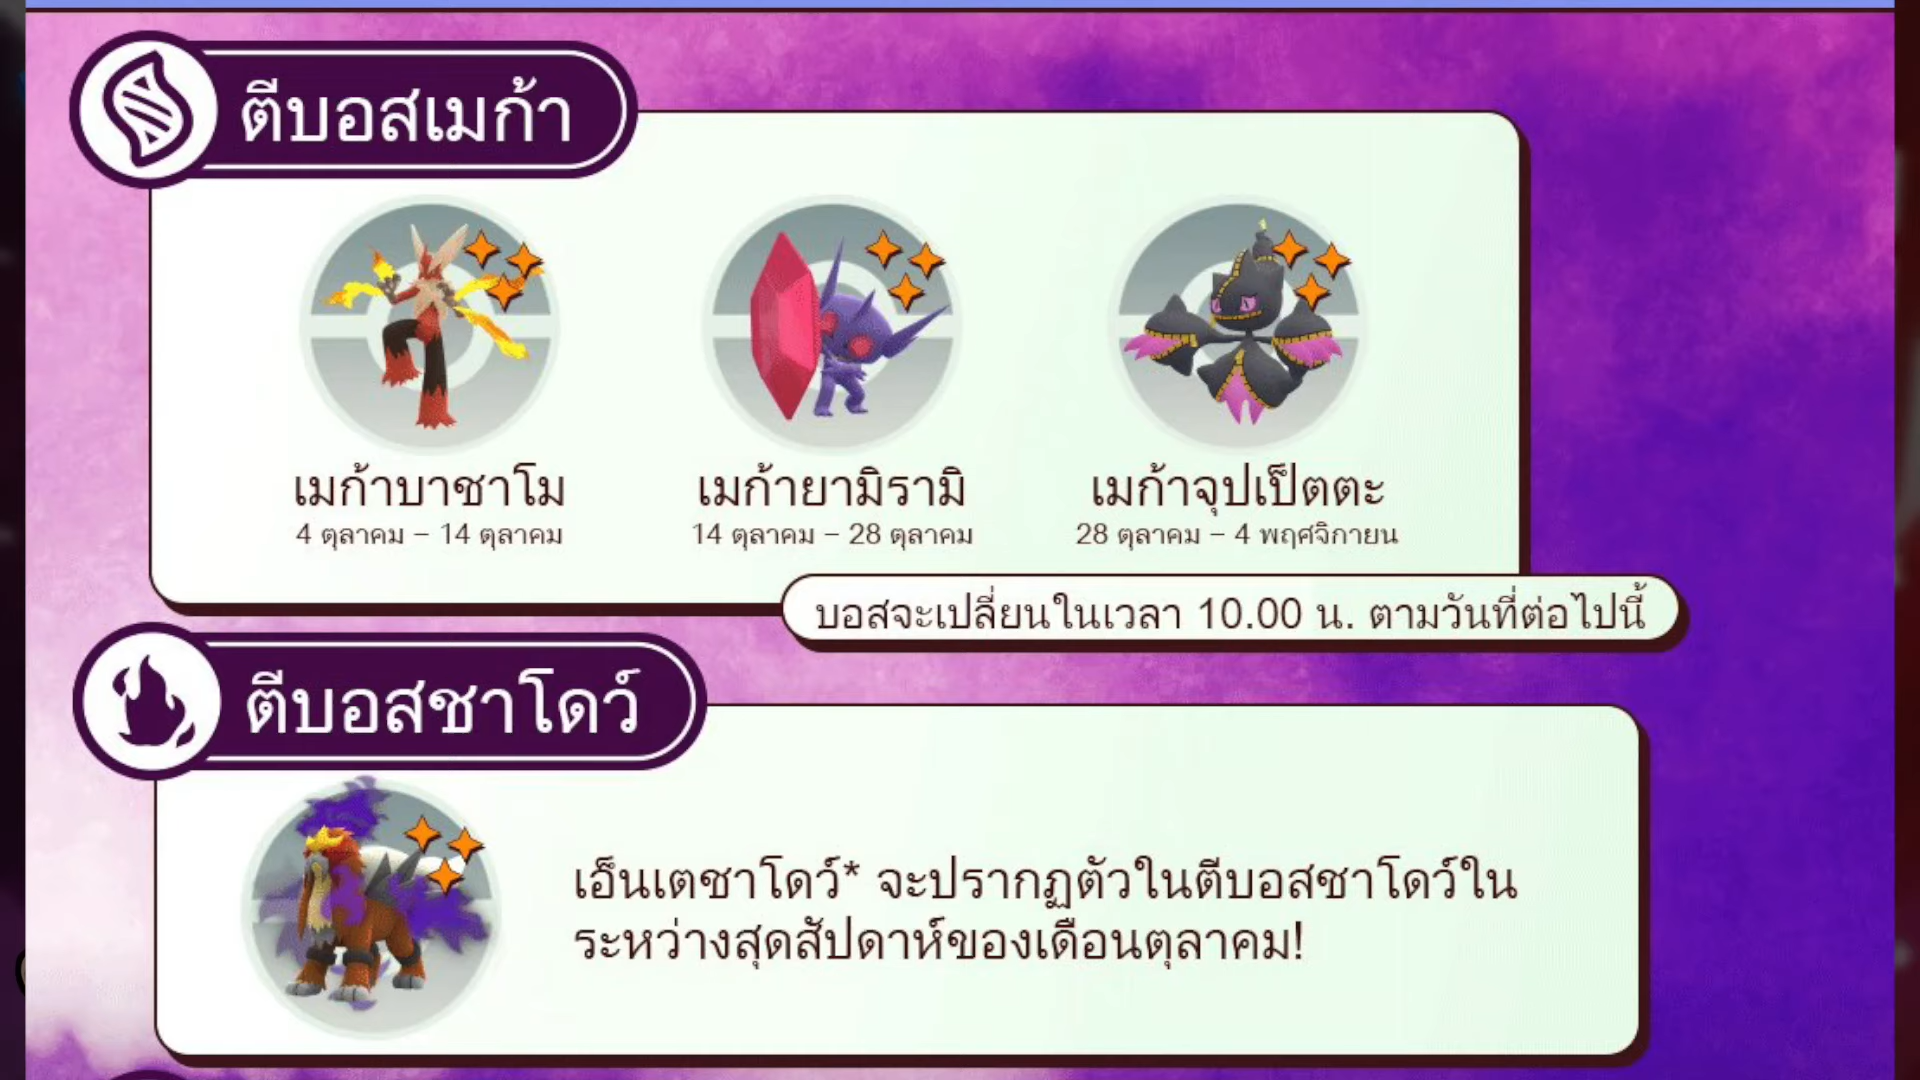 ตีบอสเมก้า
เมก้าบาชาโม
4 ตุลาคม – 14 ตุลาคม
เมก้ายามิรามิ
14 ตุลาคม – 28 ตุลาคม
เมก้าจุปเป็ตตะ
28 ตุลาคม – 4 พฤศจิกายน
บอสจะเปลี่ยนในเวลา 10.00 น. ตามวันที่ต่อไปนี้
ตีบอสชาโดว์
เอ็นเตชาโดว์* จะปรากฏตัวในตีบอสชาโดว์ใน
ระหว่างสุดสัปดาห์ของเดือนตุลาคม!